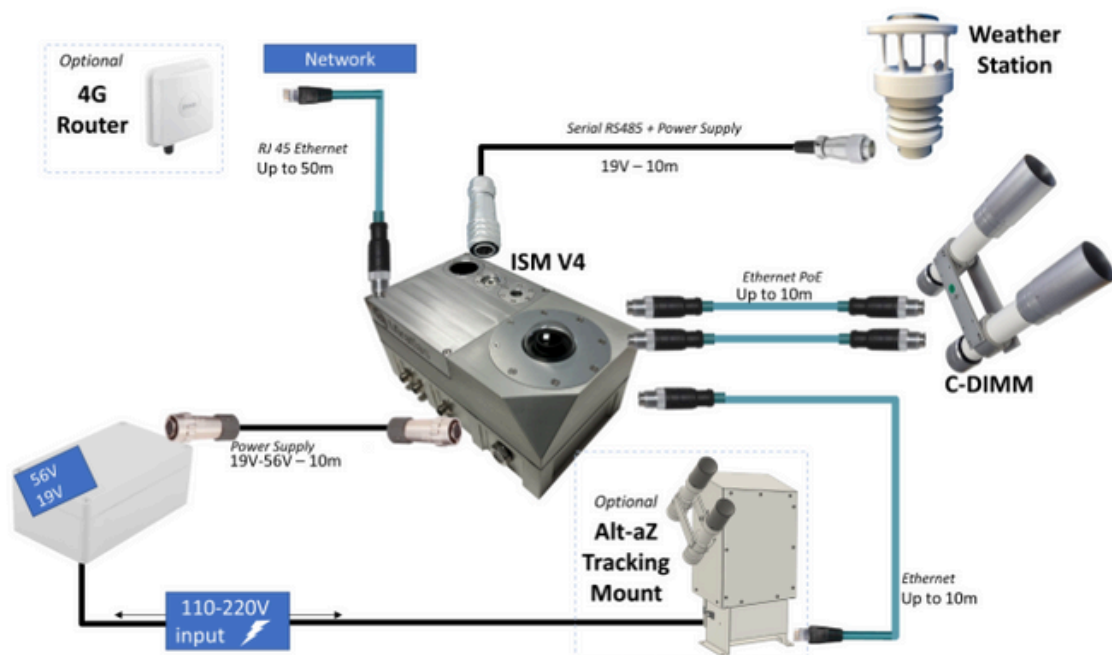 Optional
4G
Router
Network
RJ 45 Ethernet
Up to 50m
Serial RS485 + Power Supply
19V – 10m
Weather
Station
ISM V4
Ethernet PoE
Up to 10m
C-DIMM
Power Supply
19V-56V – 10m
56V
19V
Optional
Alt-aZ
Tracking
Mount
Ethernet
Up to 10m
110-220V
input